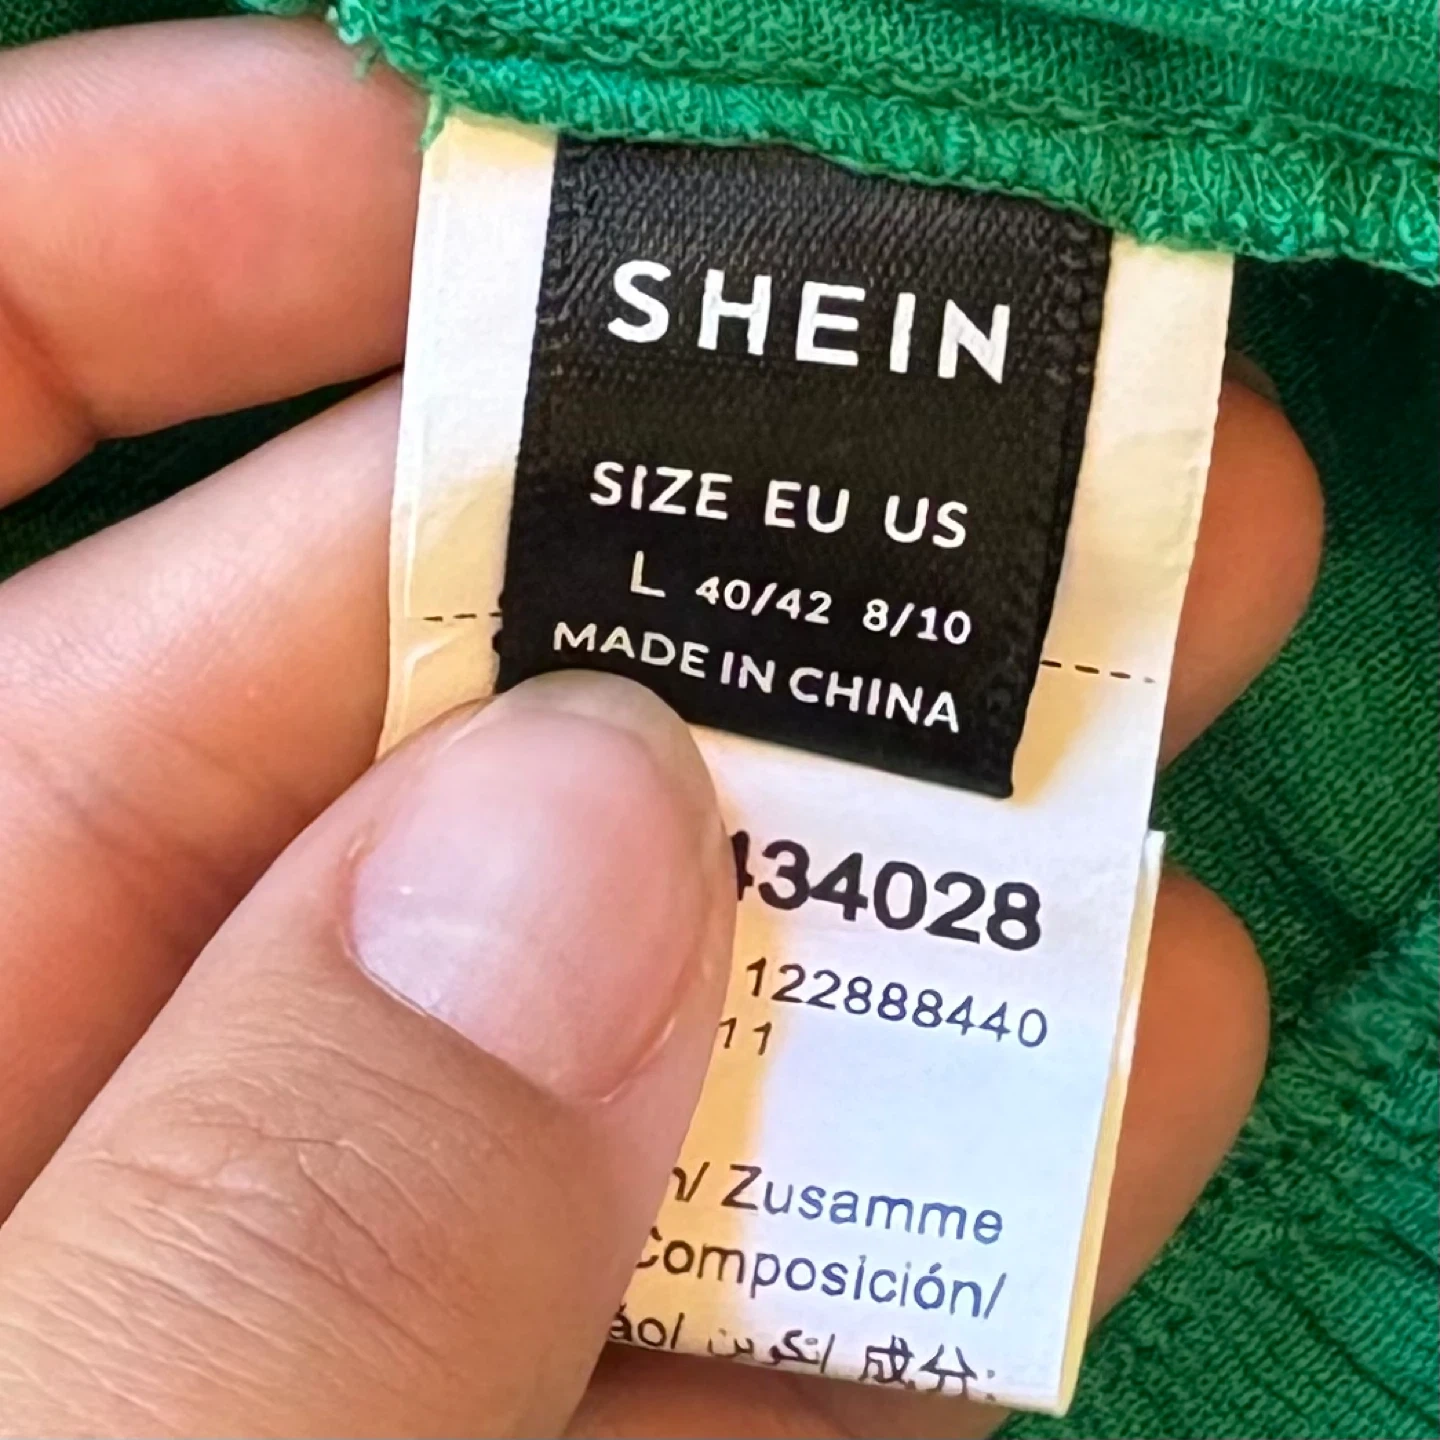 SHEIN
SIZE EU US
L 40/42 8/10
MADE IN CHINA
434028
122888440
11
Zusamme
Composición/
成分: